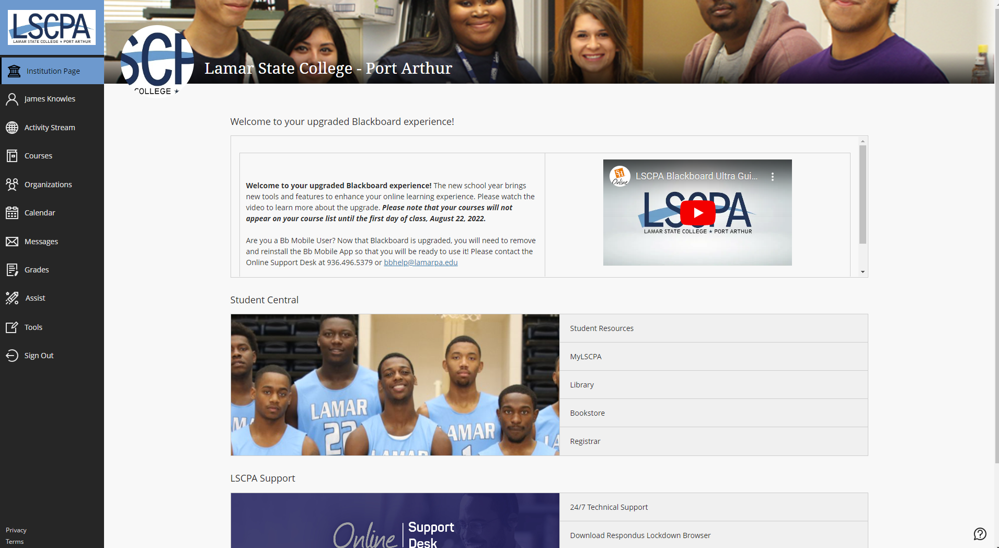 LSCPA
LAMAR STATE COLLEGE ★ PORT ARTHUR
Institution Page
James Knowles
Activity Stream
Courses
Organizations
Calendar
Messages
Grades
Assist
Tools
Sign Out
Privacy
Terms
SCP
COLLEGE ★
Lamar State College - Port Arthur
Welcome to your upgraded Blackboard experience!
Welcome to your upgraded Blackboard experience! The new school year brings
new tools and features to enhance your online learning experience. Please watch the
video to learn more about the upgrade. Please note that your courses will not
appear on your course list until the first day of class, August 22, 2022.
Are you a Bb Mobile User? Now that Blackboard is upgraded, you will need to remove
and reinstall the Bb Mobile App so that you will be ready to use it! Please contact the
Online Support Desk at 936.496.5379 or bbhelp@lamarpa.edu
SH
Online
LSCPA Blackboard Ultra Gui...
LSCPA
LAMAR STATE COLLEGE ★ PORT ARTHUR
Student Central
LAMAR
22
AMAR
1
LAMAR
Student Resources
MyLSCPA
Library
Bookstore
Registrar
LSCPA Support
Online
Support
Desk
24/7 Technical Support
Download Respondus Lockdown Browser